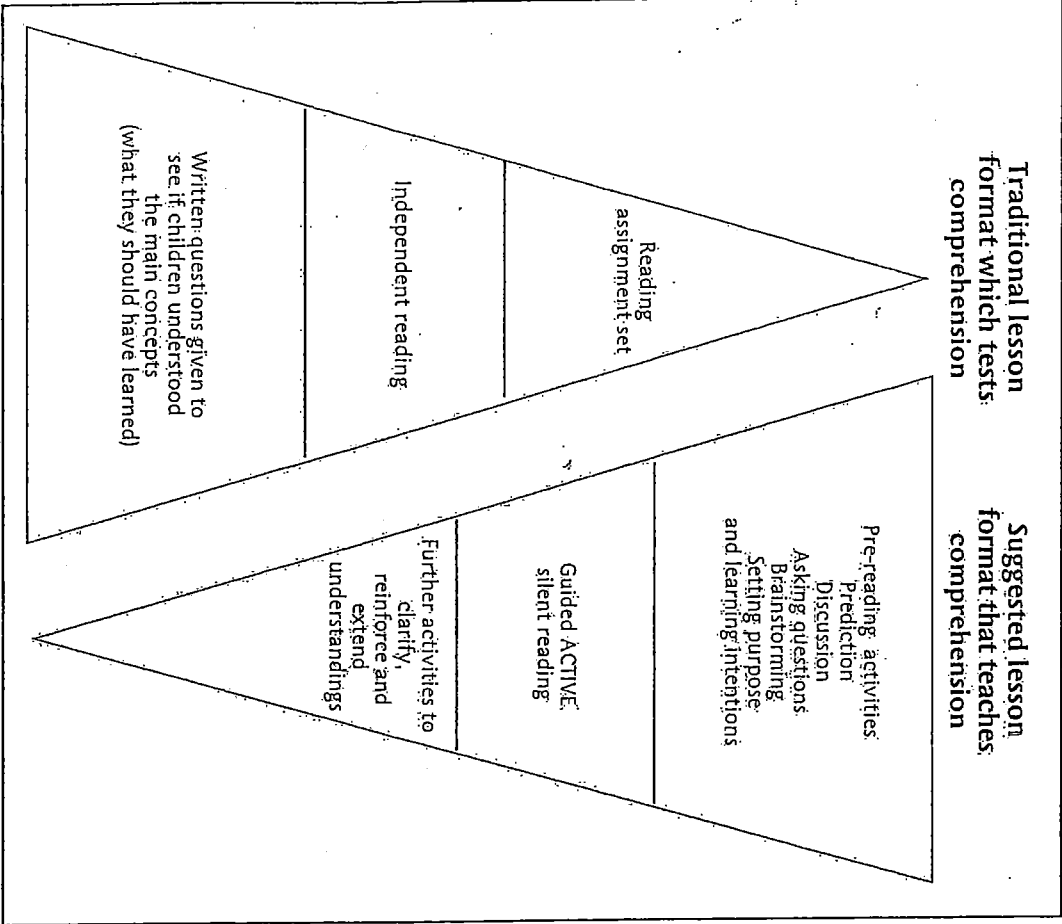 Traditional lesson
format which tests
comprehension
Reading
assignment set
Independent reading
Written questions given to
see if children understood
the main concepts
(what they should have learned)
Suggested lesson
format that teaches
comprehension
Pre-reading activities
Prediction
Discussion
Asking questions
Brainstorming
Setting purpose
and learning intentions
Guided ACTIVE
silent reading
Further activities to
clarify,
reinforce and
extend
understandings